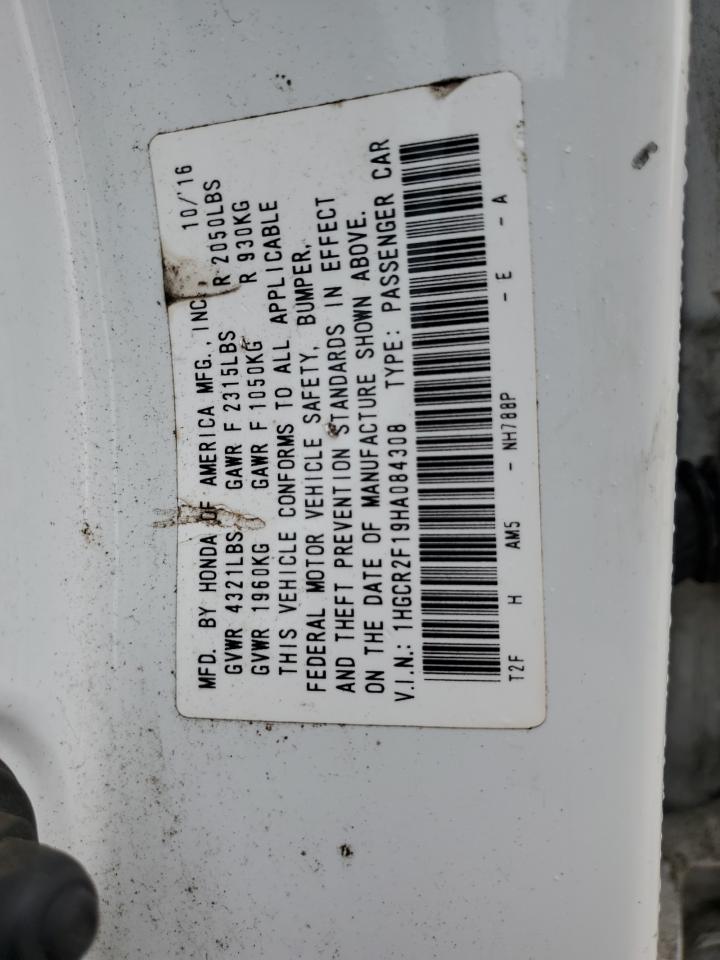 MFD. BY HONDA OF AMERICA MFG., INC. 10/'16
GVWR 4321LBS GAWR F 2315LBS R 2050LBS
GVWR 1960KG GAWR F 1050KG R 930KG
THIS VEHICLE CONFORMS TO ALL APPLICABLE
FEDERAL MOTOR VEHICLE SAFETY, BUMPER,
AND THEFT PREVENTION STANDARDS IN EFFECT
ON THE DATE OF MANUFACTURE SHOWN ABOVE.
V.I.N.: 1HGCR2F19HA084308 TYPE: PASSENGER CAR
T2F H AM5 - NH788P - E - A